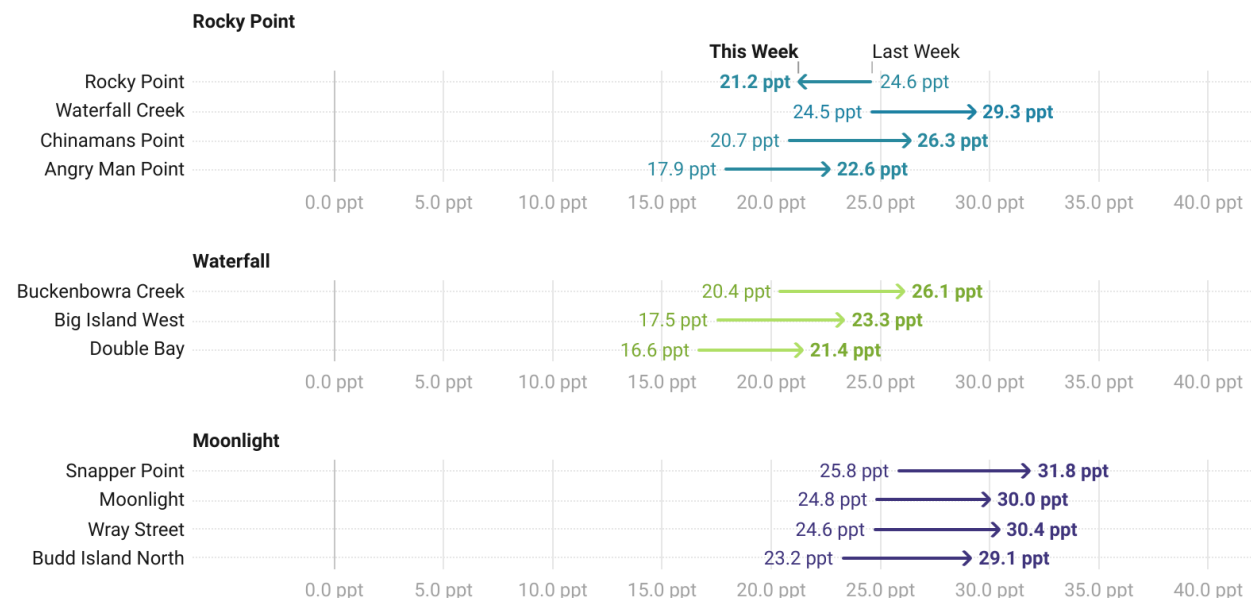 Rocky Point
This Week Last Week
Rocky Point 21.2 ppt 24.6 ppt
Waterfall Creek 24.5 ppt 29.3 ppt
Chinamans Point 20.7 ppt 26.3 ppt
Angry Man Point 17.9 ppt 22.6 ppt
0.0 ppt 5.0 ppt 10.0 ppt 15.0 ppt 20.0 ppt 25.0 ppt 30.0 ppt 35.0 ppt 40.0 ppt
Waterfall
Buckenbowra Creek 20.4 ppt 26.1 ppt
Big Island West 17.5 ppt 23.3 ppt
Double Bay 16.6 ppt 21.4 ppt
0.0 ppt 5.0 ppt 10.0 ppt 15.0 ppt 20.0 ppt 25.0 ppt 30.0 ppt 35.0 ppt 40.0 ppt
Moonlight
Snapper Point 25.8 ppt 31.8 ppt
Moonlight 24.8 ppt 30.0 ppt
Wray Street 24.6 ppt 30.4 ppt
Budd Island North 23.2 ppt 29.1 ppt
0.0 ppt 5.0 ppt 10.0 ppt 15.0 ppt 20.0 ppt 25.0 ppt 30.0 ppt 35.0 ppt 40.0 ppt